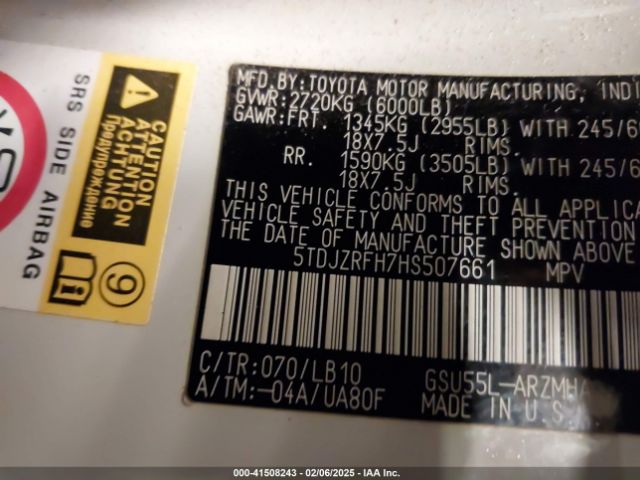 MFD.BY:TOYOTA MOTOR MANUFACTURING,
GVWR:2720KG (6000LB)
GAWR:FRT. 1345KG (2955LB) WITH 245/6
18X7.5J RIMS.
RR. 1590KG (3505LB) WITH 245/6
18X7.5J RIMS.
THIS VEHICLE CONFORMS TO ALL
VEHICLE SAFETY AND THEFT PREVENTION
THE DATE OF MANUFACTURE SHOWN ABOVE
5TDJZRFH7HS507661 MPV
C/TR:070/LB10 GSU55L-ARZMH
A/TM:-04A/UA80F MADE IN U.S.
SRS SIDE AIRBAG
CAUTION
ACHTUNG
Предупреждение
9
000-41508243 - 02/06/2025 - IAA Inc.